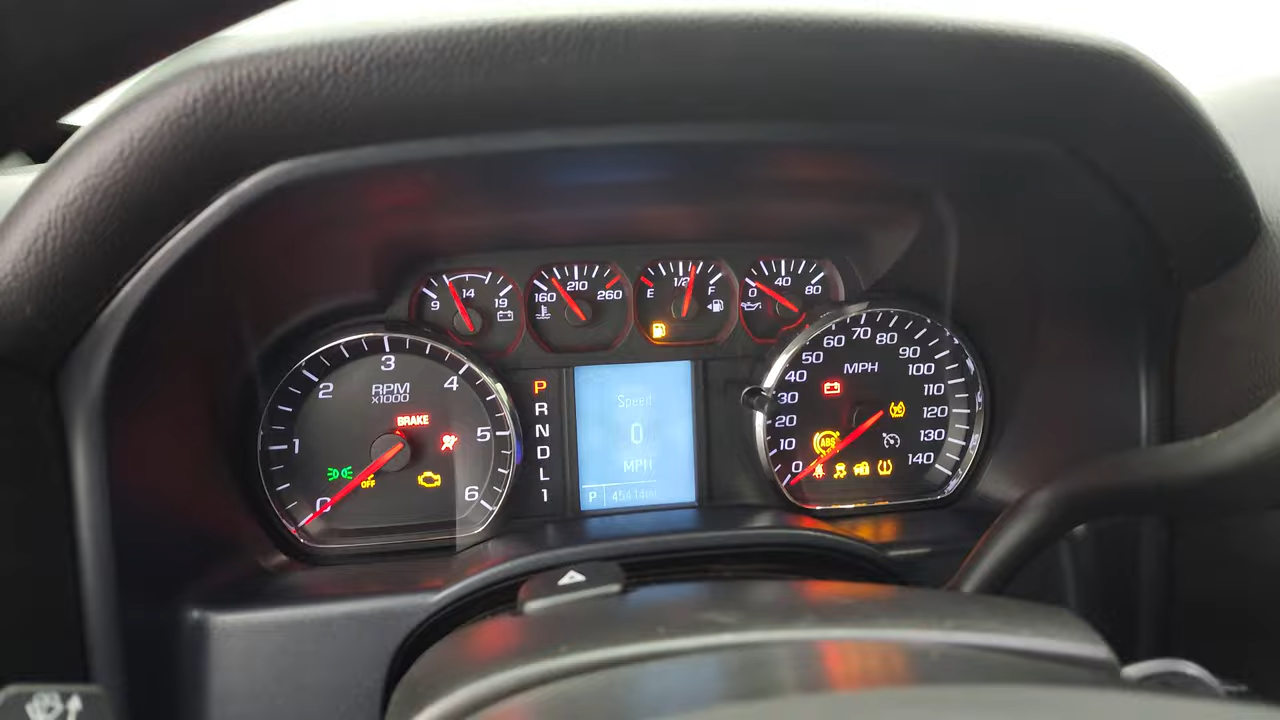 9 14 19
160 210 260
E 1/2 F
0 40 80
RPM
x1000
0 1 2 3 4 5 6
BRAKE
OFF
P
R
N
D
L
1
Speed
0
MPH
P
MPH
0 10 20 30 40 50 60 70 80 90 100 110 120 130 140
ABS